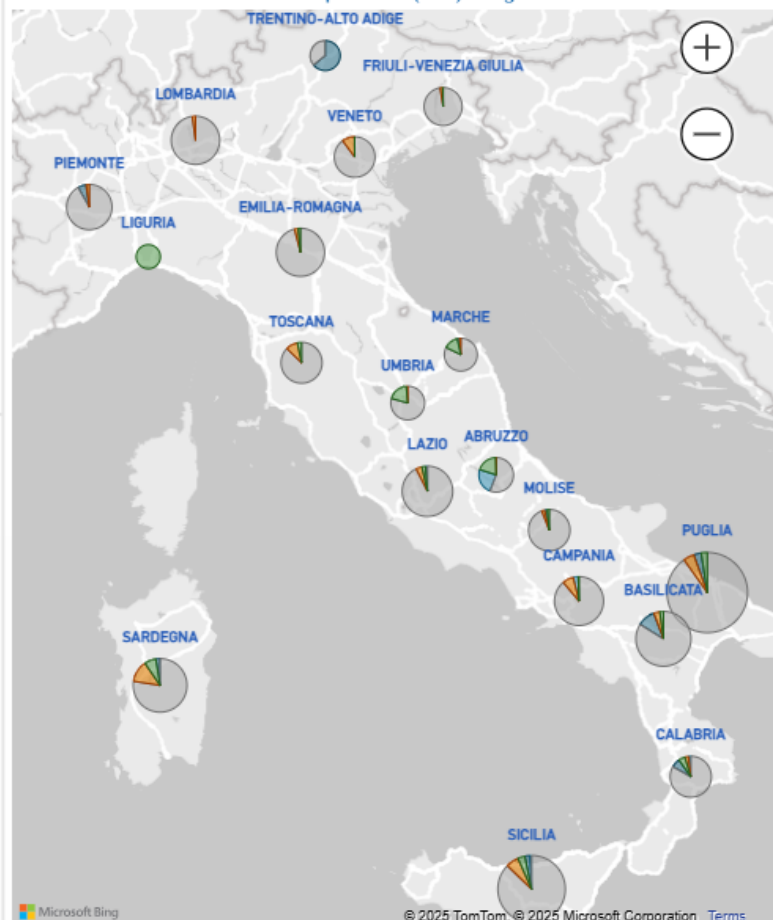 TRENTINO-ALTO ADIGE
FRIULI-VENEZIA GIULIA
LOMBARDIA
VENETO
PIEMONTE
EMILIA-ROMAGNA
LIGURIA
TOSCANA
MARCHE
UMBRIA
LAZIO
ABRUZZO
MOLISE
PUGLIA
CAMPANIA
BASILICATA
SARDEGNA
CALABRIA
SICILIA
Microsoft Bing
© 2025 TomTom, © 2025 Microsoft Corporation Terms